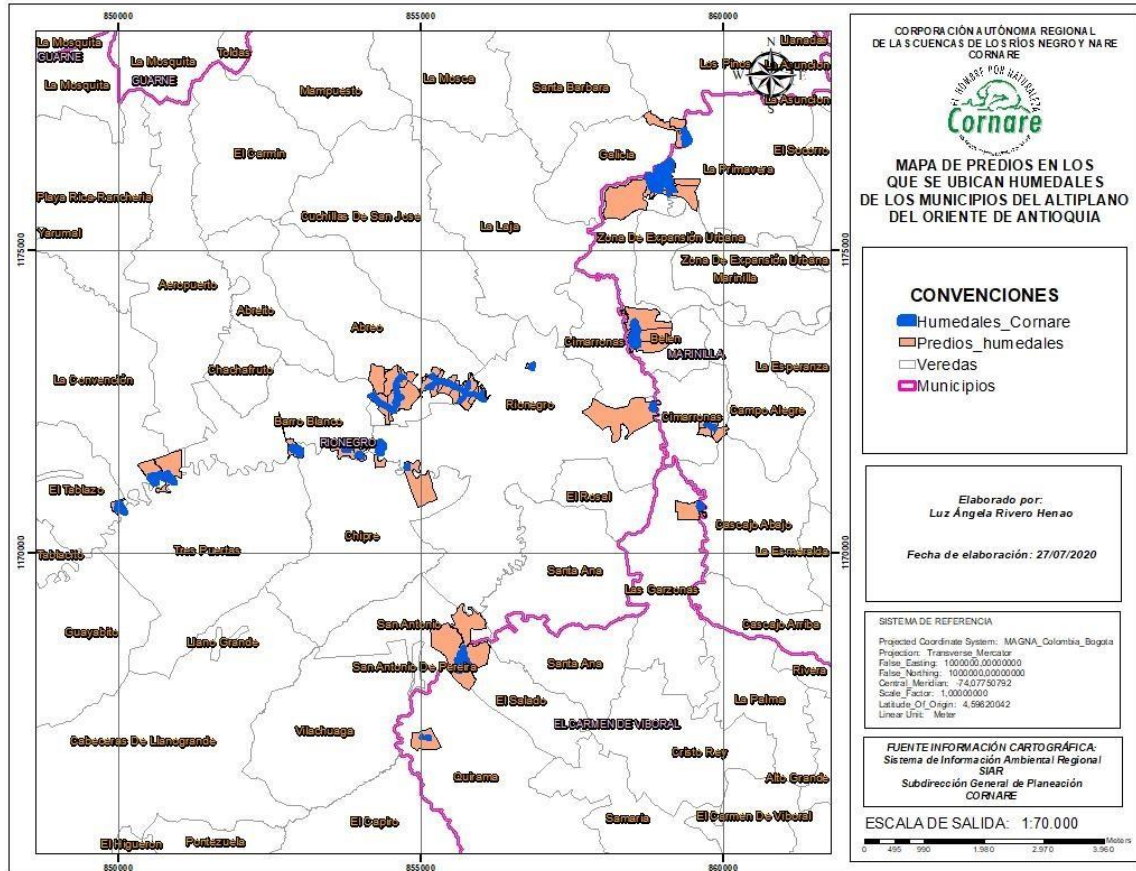 850000 855000 860000
La Mosquita
GUARNE
La Mosquita
GUARNE
Toldas
La Mosquita
Mampuesto
La Mosca
Santa Barbara
Los Pinos
Llanadas
La Asuncion
N
W E
S
La Asuncion
El Carmin
Galicia
La Primavera
El Socorro
Playa Rica-Rancheria
Cuchillas De San Jose
La Laja
Yarumal
Zona De Expansión Urbana
1175000 1175000
Zona De Expansión Urbana
Marinilla
Aeropuerto
Abreito
Abreo
Cimarronas
Belén
MARINILLA
La Esperanza
La Convención
Chachafruto
Rionegro
Cimarronas
Campo Alegre
Barro Blanco
RIONEGRO
El Tablazo
El Rosal
Cascajo Abajo
Tablacito
Tres Puertas
Chipre
La Esmeralda
1170000 1170000
Santa Ana
Las Garzonas
Guayabito
Llano Grande
San Antonio
Cascajo Arriba
San Antonio De Pereira
Santa Ana
Rivera
El Salado
La Palma
Cabeceras De Llanogrande
Vilachuaga
EL CARMEN DE VIBORAL
Cristo Rey
Quirama
Alto Grande
El Higueron
Pontezuela
El Capiro
Samaria
El Carmen De Viboral
850000 855000 860000
CORPORACIÓN AUTÓNOMA REGIONAL
DE LAS CUENCAS DE LOS RÍOS NEGRO Y NARE
CORNARE
EL HOMBRE POR NATURALEZA
Cornare
MAPA DE PREDIOS EN LOS
QUE SE UBICAN HUMEDALES
DE LOS MUNICIPIOS DEL ALTIPLANO
DEL ORIENTE DE ANTIOQUIA
CONVENCIONES
Humedales_Cornare
Predios_humedales
Veredas
Municipios
Elaborado por:
Luz Ángela Rivero Henao
Fecha de elaboración: 27/07/2020
SISTEMA DE REFERENCIA
Projected Coordinate System: MAGNA_Colombia_Bogota
Projection: Transverse_Mercator
False_Easting: 1000000,00000000
False_Northing: 1000000,00000000
Central_Meridian: -74,07750792
Scale_Factor: 1,00000000
Latitude_Of_Origin: 4,59620042
Linear Unit: Meter
FUENTE INFORMACIÓN CARTOGRÁFICA:
Sistema de Información Ambiental Regional
SIAR
Subdirección General de Planeación
CORNARE
ESCALA DE SALIDA: 1:70.000
Meters
0 495 990 1.980 2.970 3.960